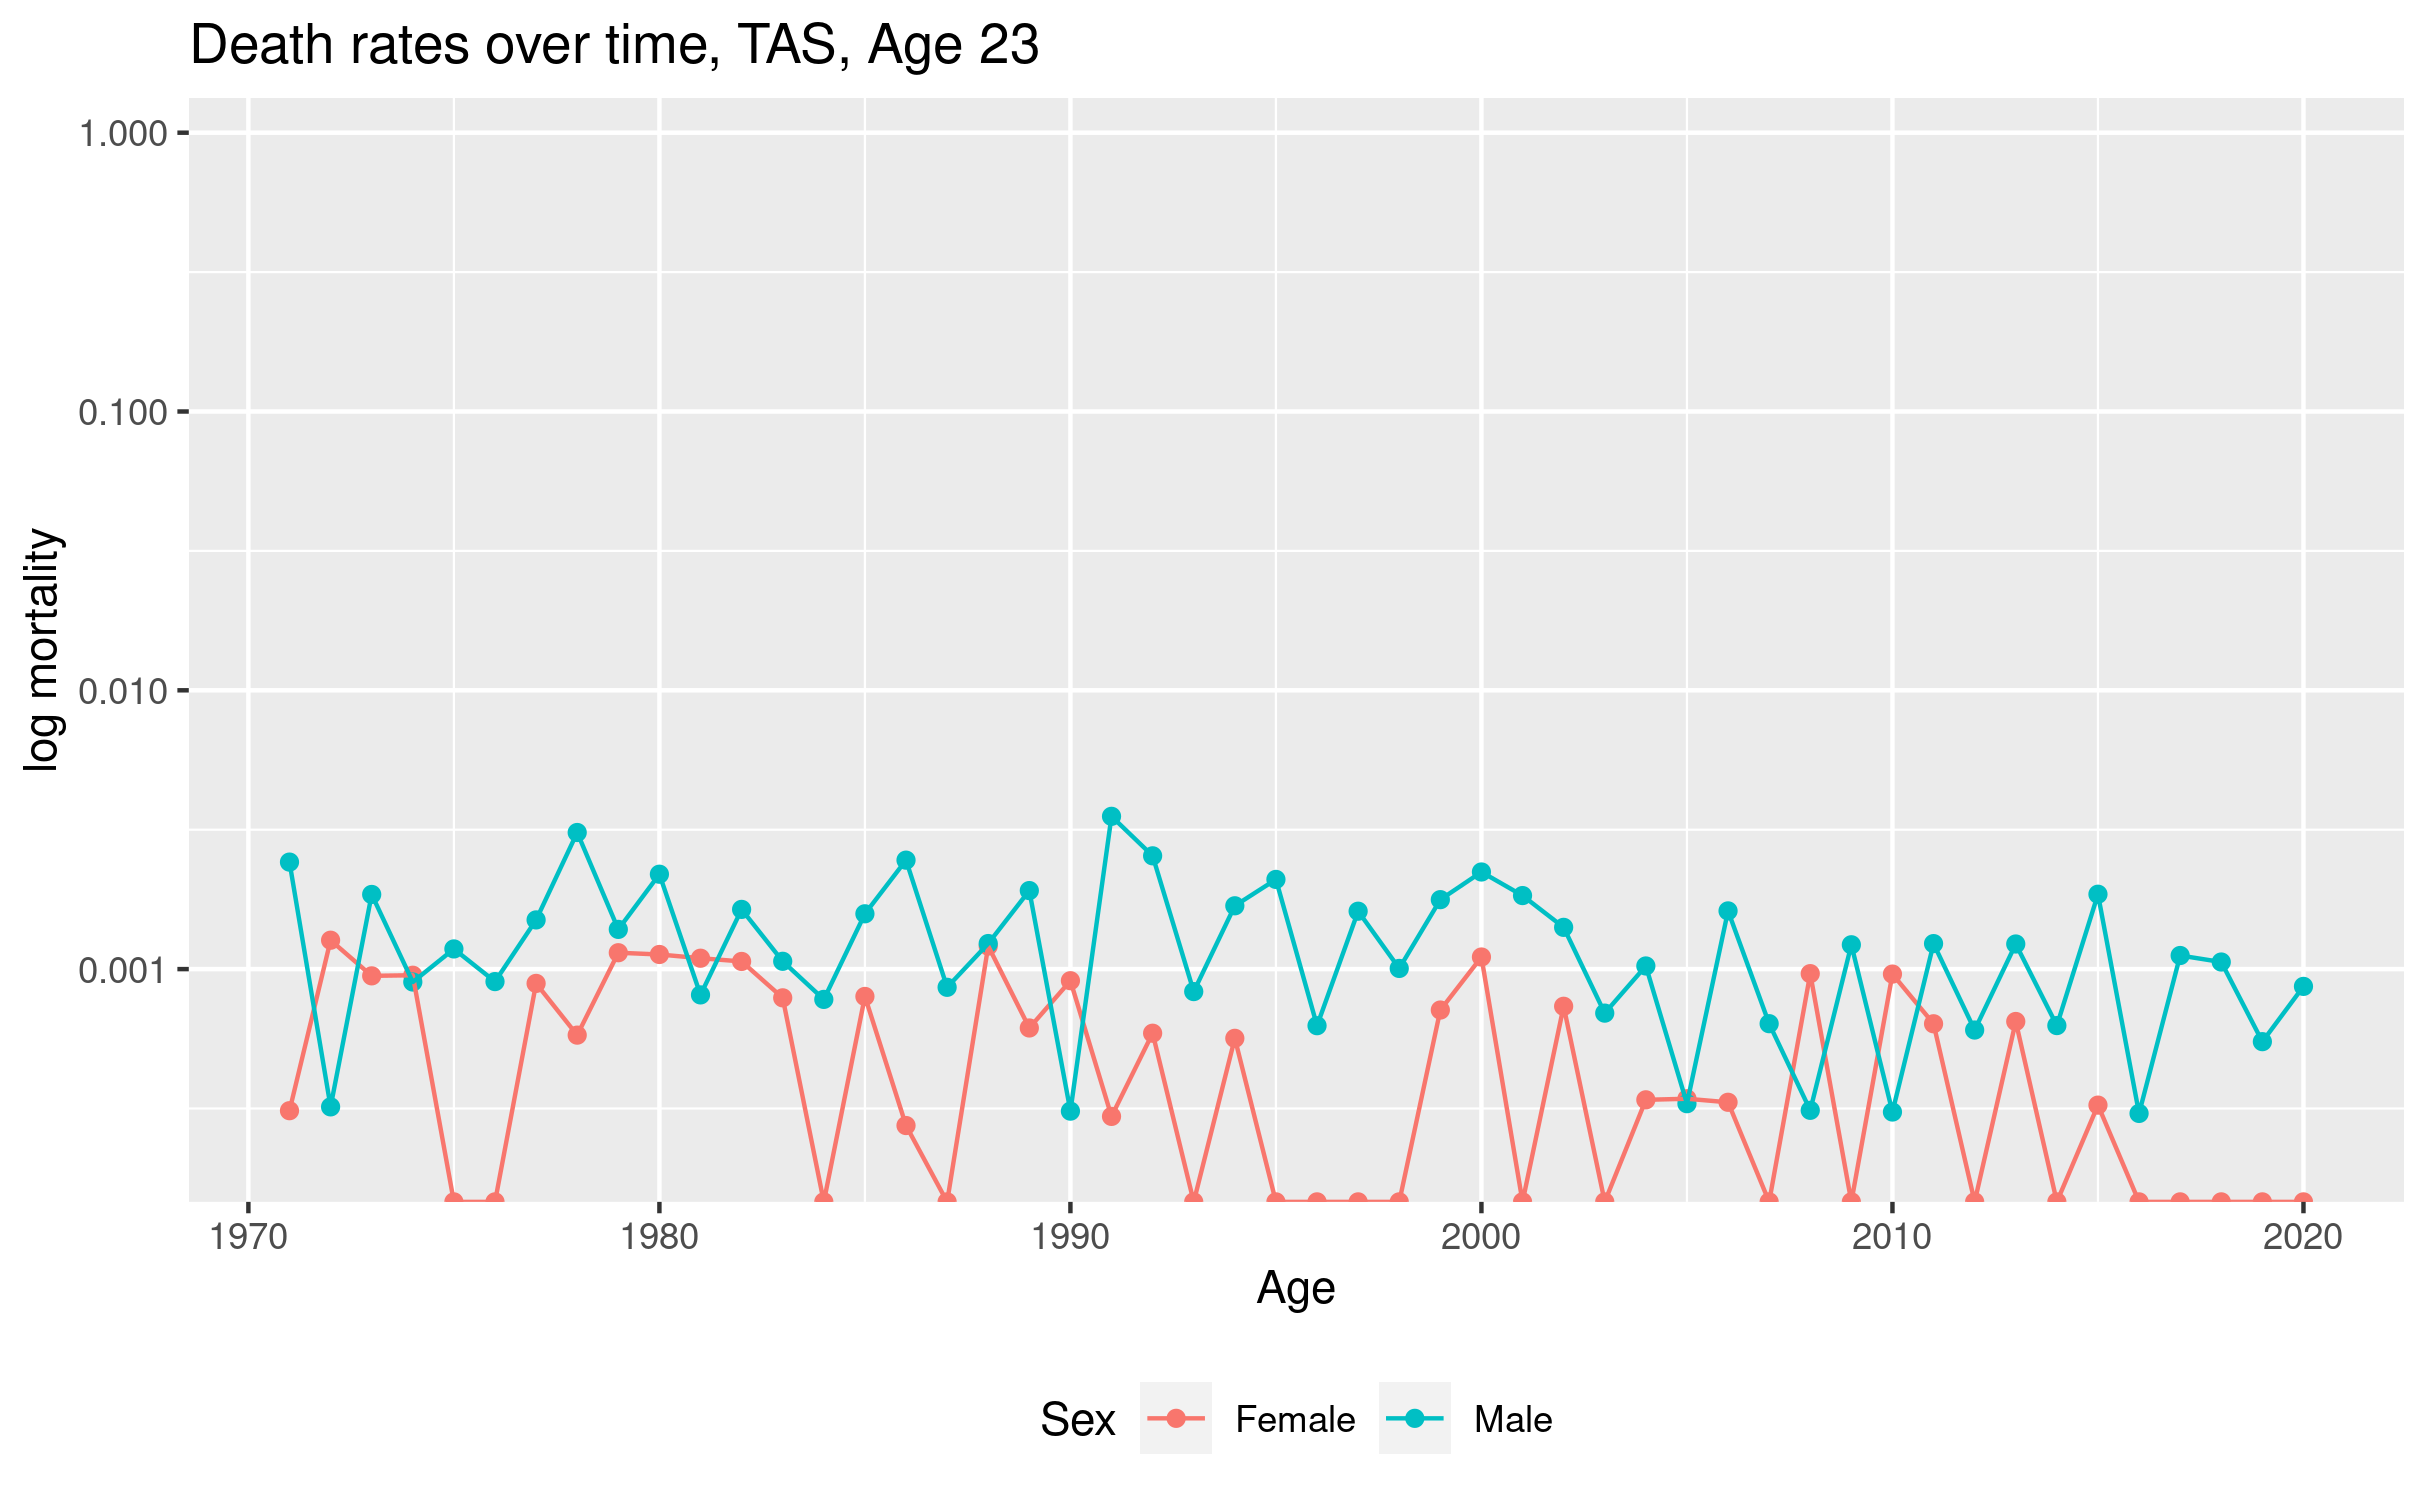 Death rates over time, TAS, Age 23
log mortality
1.000
0.100
0.010
0.001
1970 1980 1990 2000 2010 2020
Age
Sex Female Male